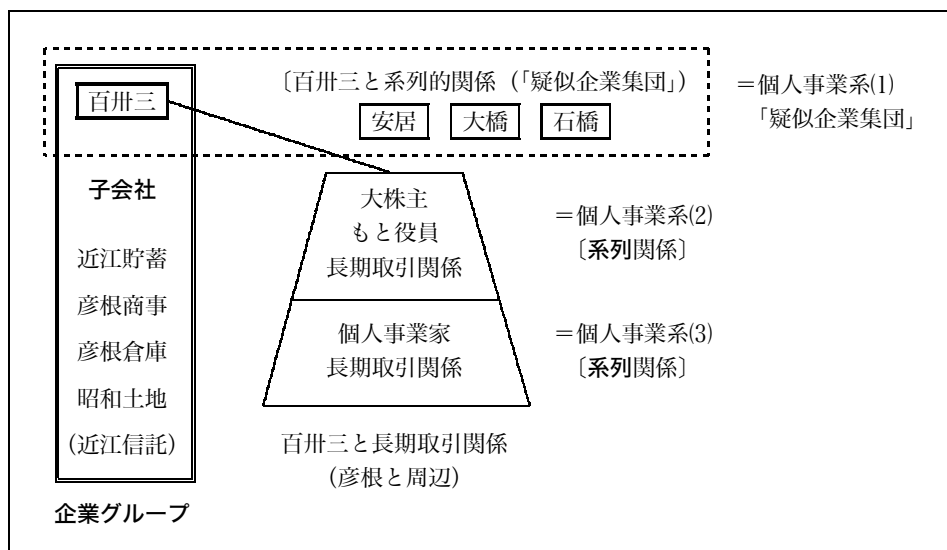 〔百卅三と系列的関係(「疑似企業集団」)
百卅三
安居 大橋 石橋
=個人事業系(1)
「疑似企業集団」
子会社
近江貯蓄
彦根商事
彦根倉庫
昭和土地
(近江信託)
企業グループ
大株主
もと役員
長期取引関係
=個人事業系(2)
〔系列関係〕
個人事業家
長期取引関係
=個人事業系(3)
〔系列関係〕
百卅三と長期取引関係
(彦根と周辺)